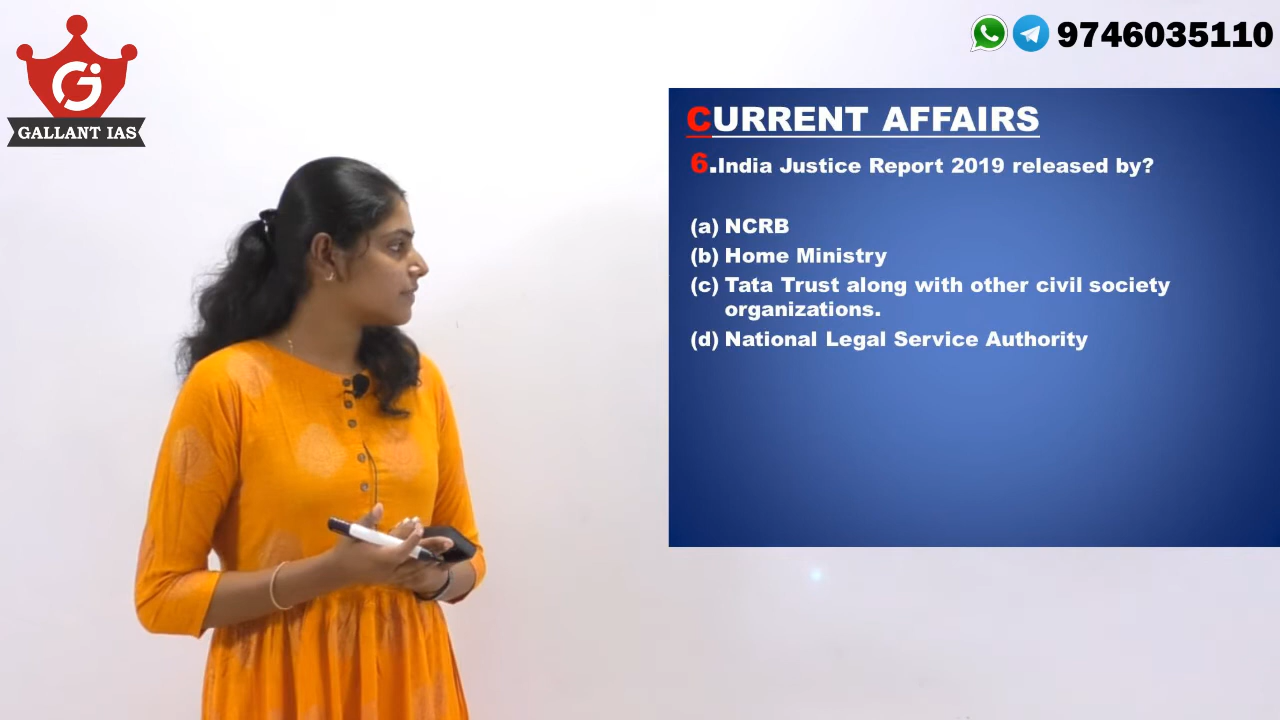 9746035110
GALLANT IAS
CURRENT AFFAIRS
6.India Justice Report 2019 released by?
(a) NCRB
(b) Home Ministry
(c) Tata Trust along with other civil society
organizations.
(d) National Legal Service Authority